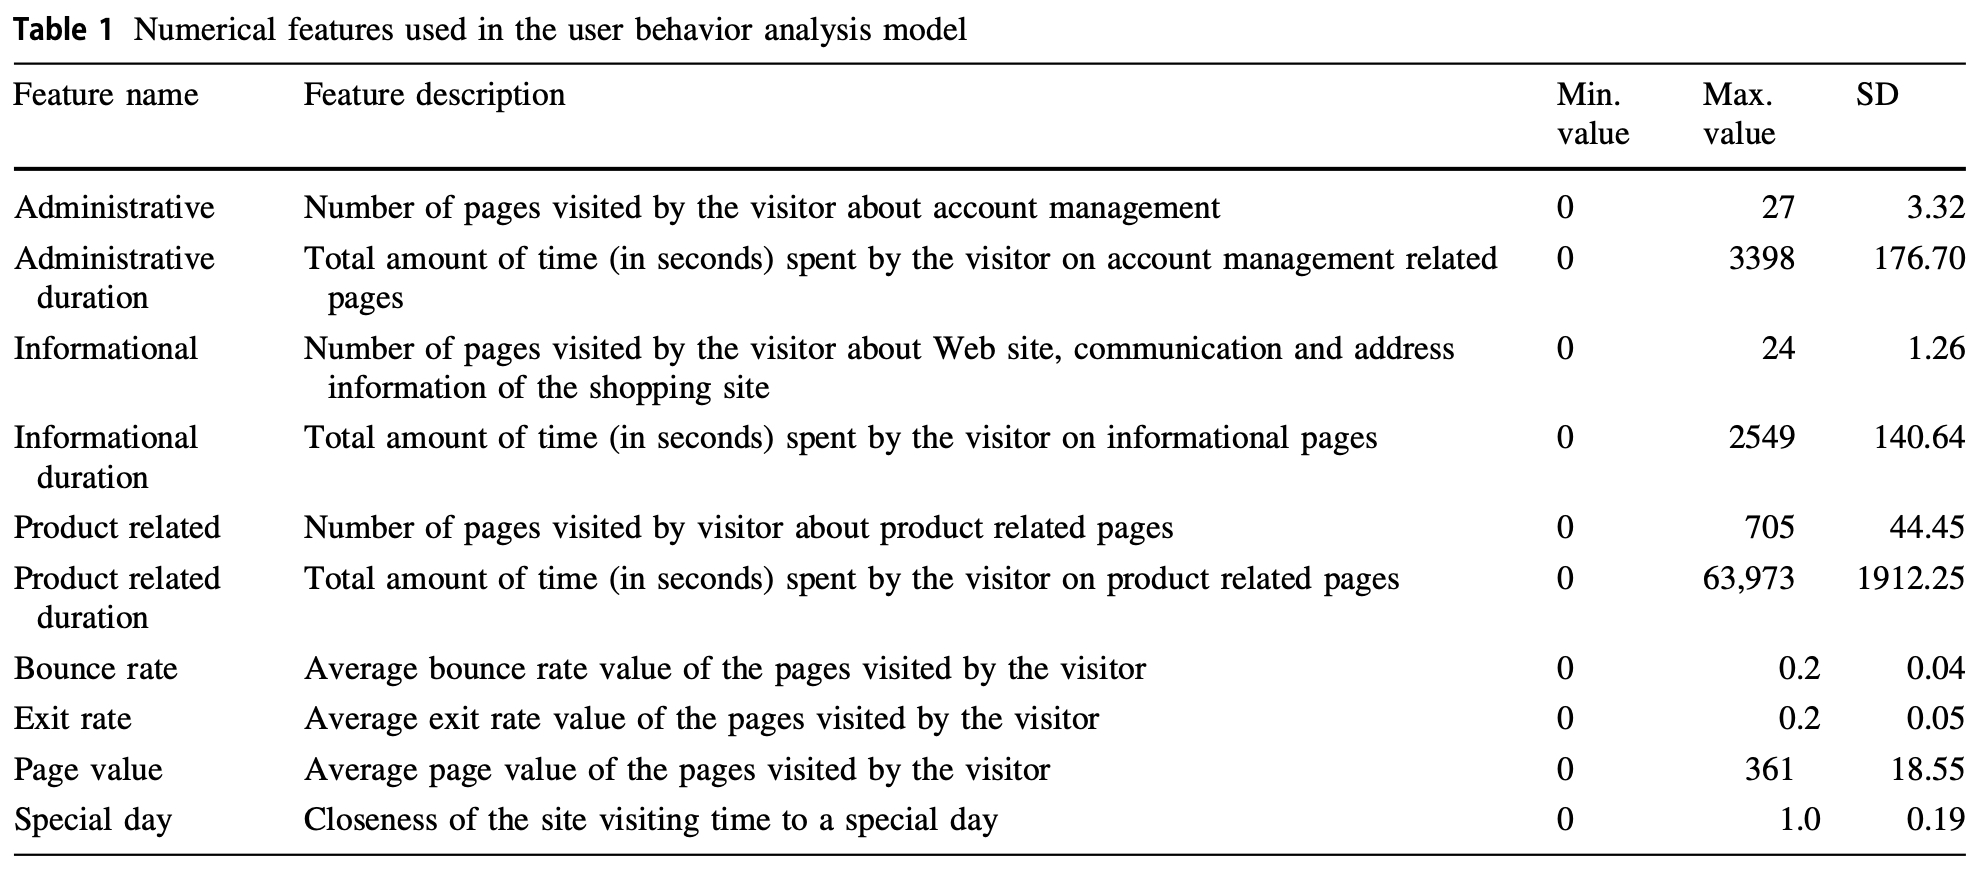 Table 1 Numerical features used in the user behavior analysis model
Feature name Feature description Min. value Max. value SD
Administrative Number of pages visited by the visitor about account management 0 27 3.32
Administrative duration Total amount of time (in seconds) spent by the visitor on account management related pages 0 3398 176.70
Informational Number of pages visited by the visitor about Web site, communication and address information of the shopping site 0 24 1.26
Informational duration Total amount of time (in seconds) spent by the visitor on informational pages 0 2549 140.64
Product related Number of pages visited by visitor about product related pages 0 705 44.45
Product related duration Total amount of time (in seconds) spent by the visitor on product related pages 0 63,973 1912.25
Bounce rate Average bounce rate value of the pages visited by the visitor 0 0.2 0.04
Exit rate Average exit rate value of the pages visited by the visitor 0 0.2 0.05
Page value Average page value of the pages visited by the visitor 0 361 18.55
Special day Closeness of the site visiting time to a special day 0 1.0 0.19